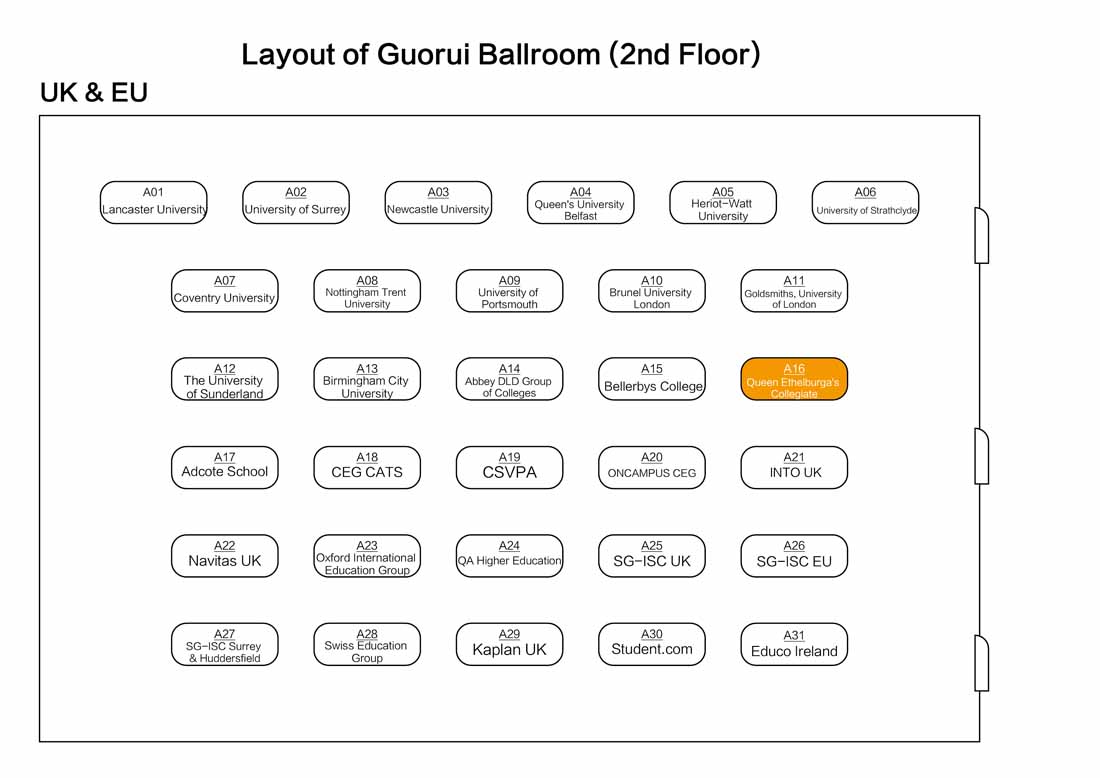 Layout of Guorui Ballroom (2nd Floor)
UK & EU
A01
Lancaster University
A02
University of Surrey
A03
Newcastle University
A04
Queen's University
Belfast
A05
Heriot-Watt
University
A06
University of Strathclyde
A07
Coventry University
A08
Nottingham Trent
University
A09
University of
Portsmouth
A10
Brunel University
London
A11
Goldsmiths, University
of London
A12
The University
of Sunderland
A13
Birmingham City
University
A14
Abbey DLD Group
of Colleges
A15
Bellerbys College
A16
Queen Ethelburga's
Collegiate
A17
Adcote School
A18
CEG CATS
A19
CSVPA
A20
ONCAMPUS CEG
A21
INTO UK
A22
Navitas UK
A23
Oxford International
Education Group
A24
QA Higher Education
A25
SG-ISC UK
A26
SG-ISC EU
A27
SG-ISC Surrey
& Huddersfield
A28
Swiss Education
Group
A29
Kaplan UK
A30
Student.com
A31
Educo Ireland